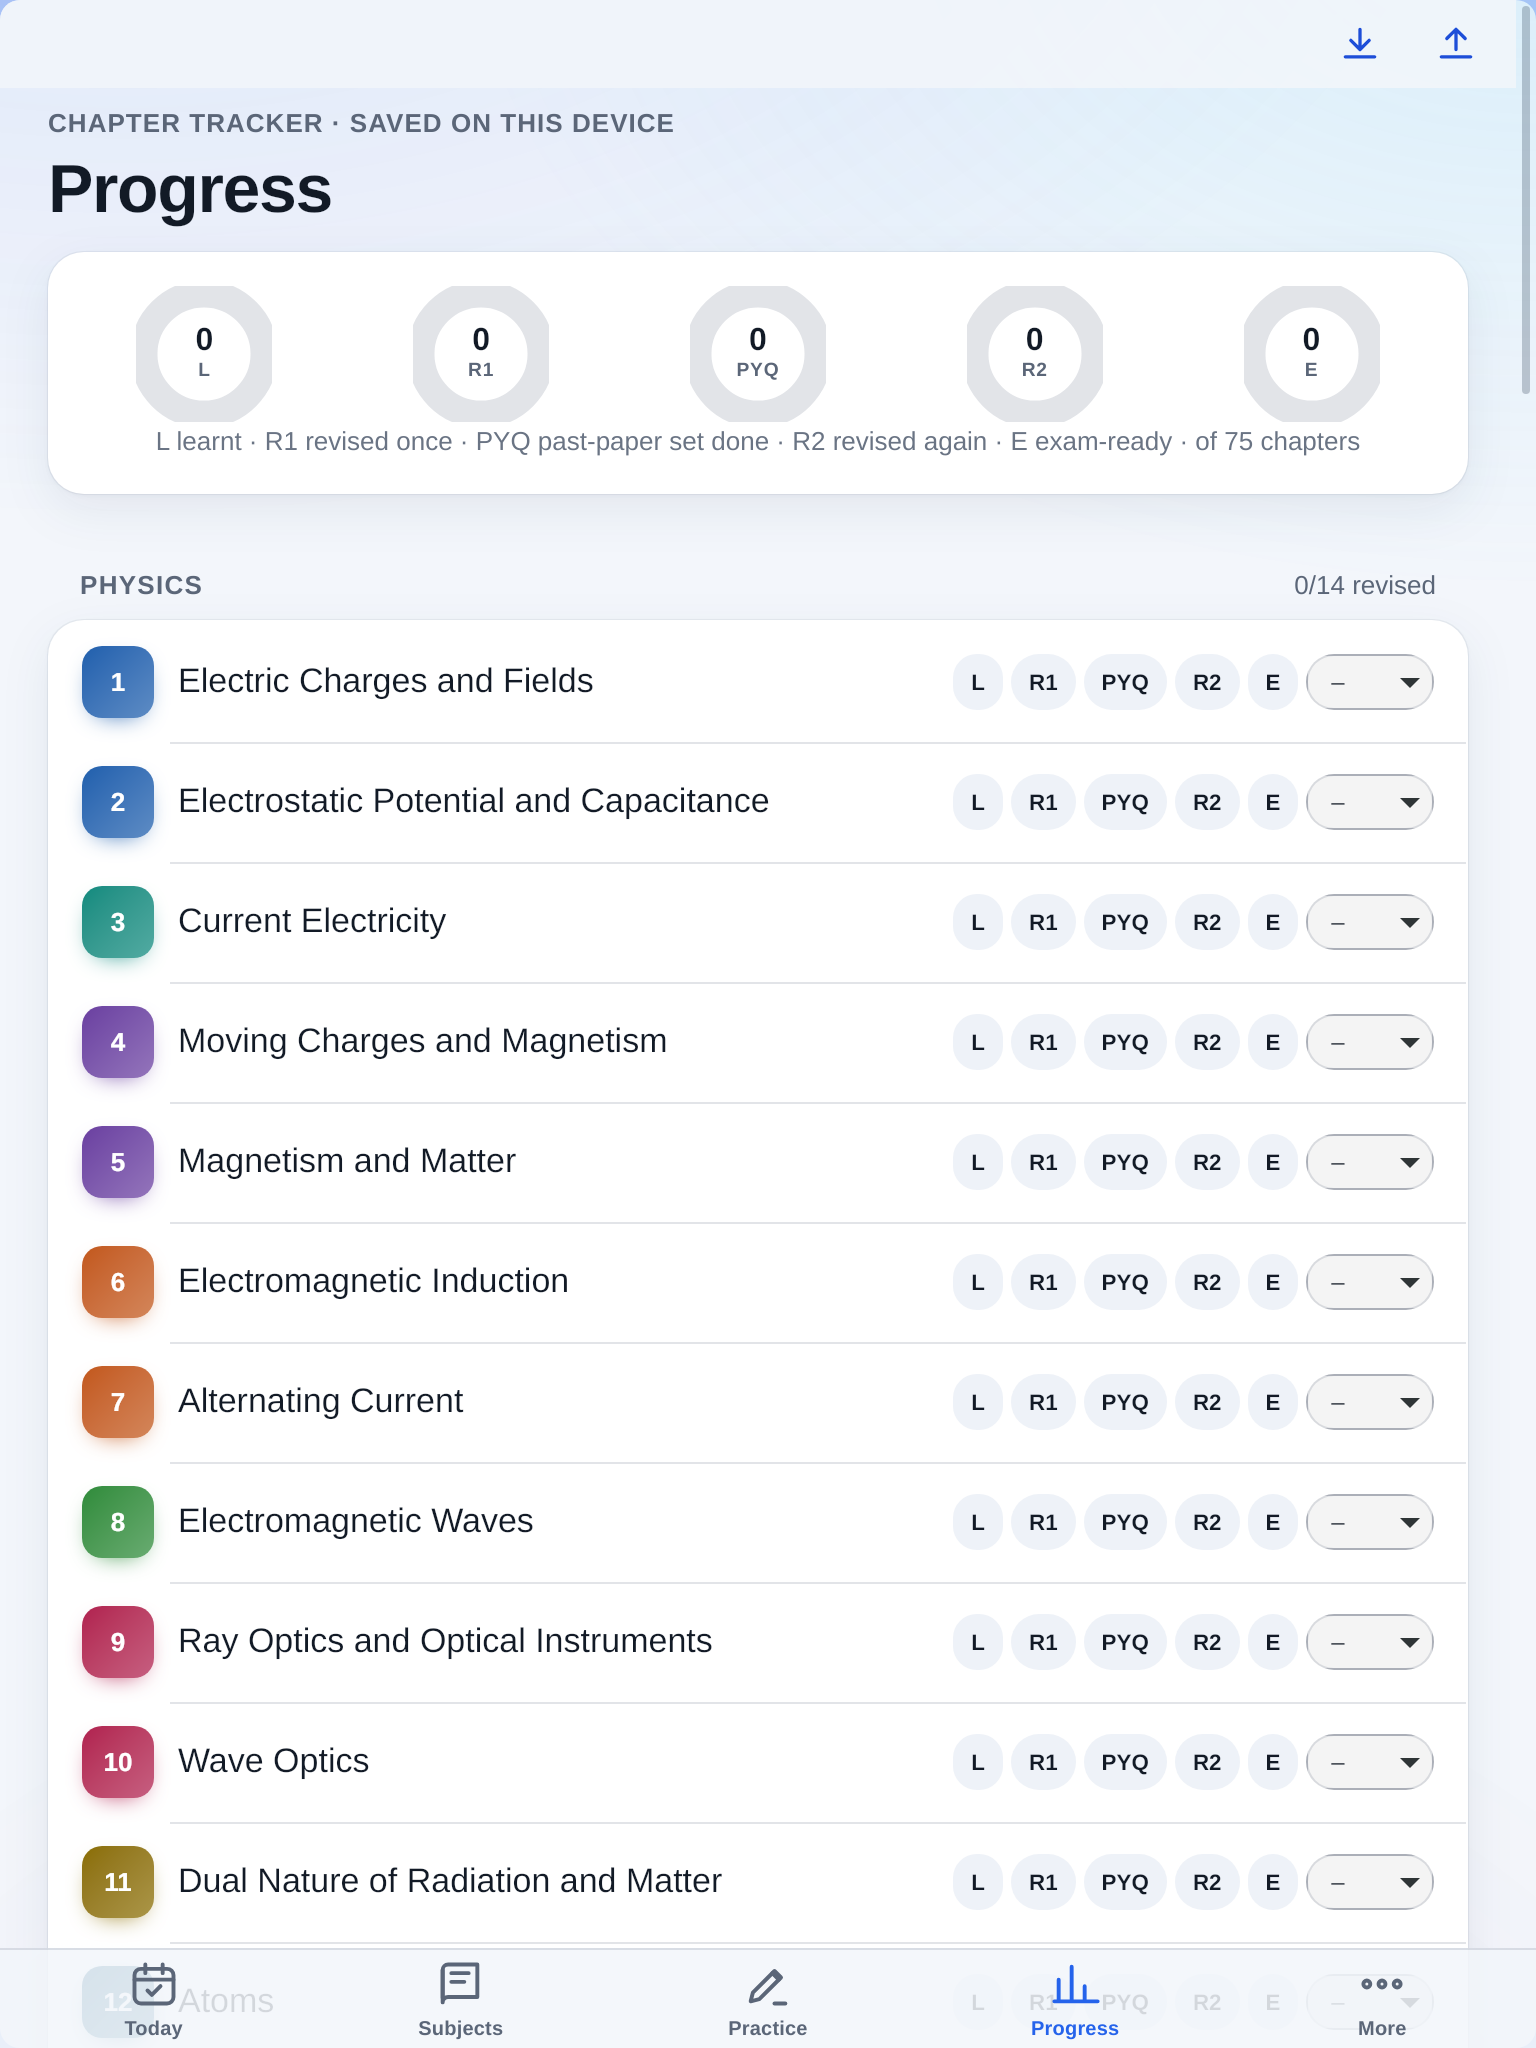 CHAPTER TRACKER · SAVED ON THIS DEVICE
Progress
0 0 0 0 0
L R1 PYQ R2 E
L learnt · R1 revised once · PYQ past-paper set done · R2 revised again · E exam-ready · of 75 chapters
PHYSICS 0/14 revised
1 Electric Charges and Fields L R1 PYQ R2 E –
2 Electrostatic Potential and Capacitance L R1 PYQ R2 E –
3 Current Electricity L R1 PYQ R2 E –
4 Moving Charges and Magnetism L R1 PYQ R2 E –
5 Magnetism and Matter L R1 PYQ R2 E –
6 Electromagnetic Induction L R1 PYQ R2 E –
7 Alternating Current L R1 PYQ R2 E –
8 Electromagnetic Waves L R1 PYQ R2 E –
9 Ray Optics and Optical Instruments L R1 PYQ R2 E –
10 Wave Optics L R1 PYQ R2 E –
11 Dual Nature of Radiation and Matter L R1 PYQ R2 E –
12 Atoms L R1 PYQ R2 E –
Today Subjects Practice Progress More